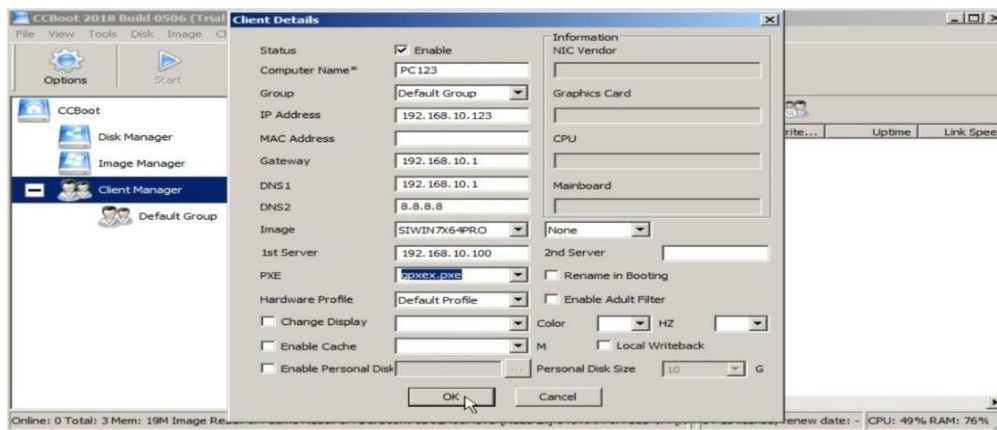 CCBoot 2018 Build 0506 (Trial
File View Tools Disk Image Cl
Options
Start
CCBoot
Disk Manager
Image Manager
Client Manager
Default Group
Client Details
Status Enable
Computer Name* PC123
Group Default Group
IP Address 192.168.10.123
MAC Address
Gateway 192.168.10.1
DNS1 192.168.10.1
DNS2 8.8.8.8
Image SIWIN7X64PRO None
1st Server 192.168.10.100 2nd Server
PXE gpxex.pxe Rename in Booting
Hardware Profile Default Profile Enable Adult Filter
Change Display Color HZ
Enable Cache M Local Writeback
Enable Personal Disk ... Personal Disk Size 10 G
OK Cancel
Information
NIC Vendor
Graphics Card
CPU
Mainboard
rite... Uptime Link Spee
Online: 0 Total: 3 Mem: 19M Image Re
renew date: - CPU: 49% RAM: 76%